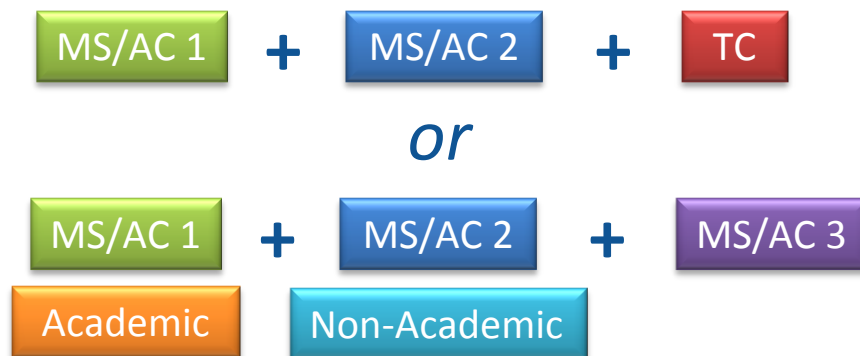 MS/AC 1 + MS/AC 2 + TC
or
MS/AC 1 + MS/AC 2 + MS/AC 3
Academic Non-Academic